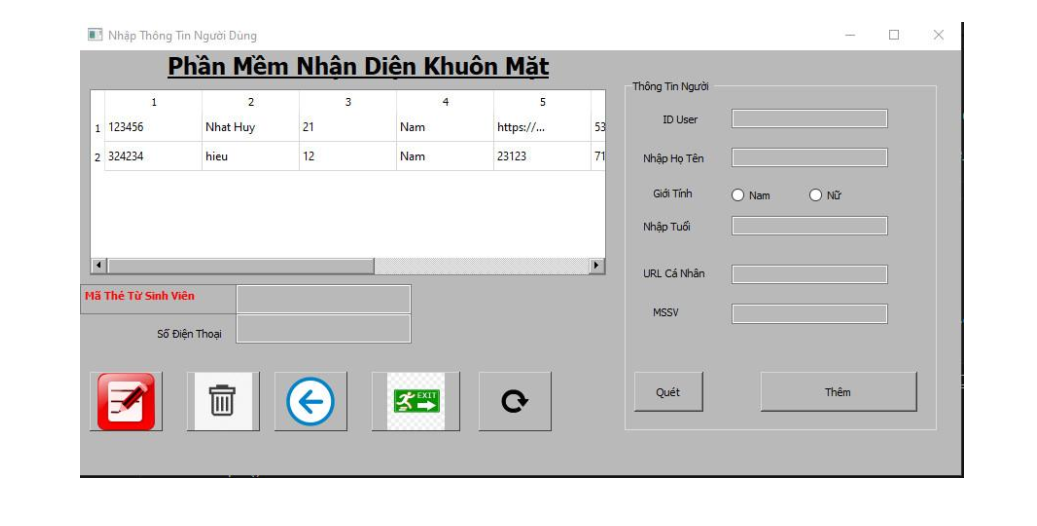 Nhập Thông Tin Người Dùng
Phần Mềm Nhận Diện Khuôn Mặt
1 2 3 4 5
1 123456 Nhat Huy 21 Nam https://... 53
2 324234 hieu 12 Nam 23123 71
Mã Thẻ Từ Sinh Viên
Số Điện Thoại
EXIT
Thông Tin Người
ID User
Nhập Họ Tên
Giới Tính Nam Nữ
Nhập Tuổi
URL Cá Nhân
MSSV
Quét Thêm